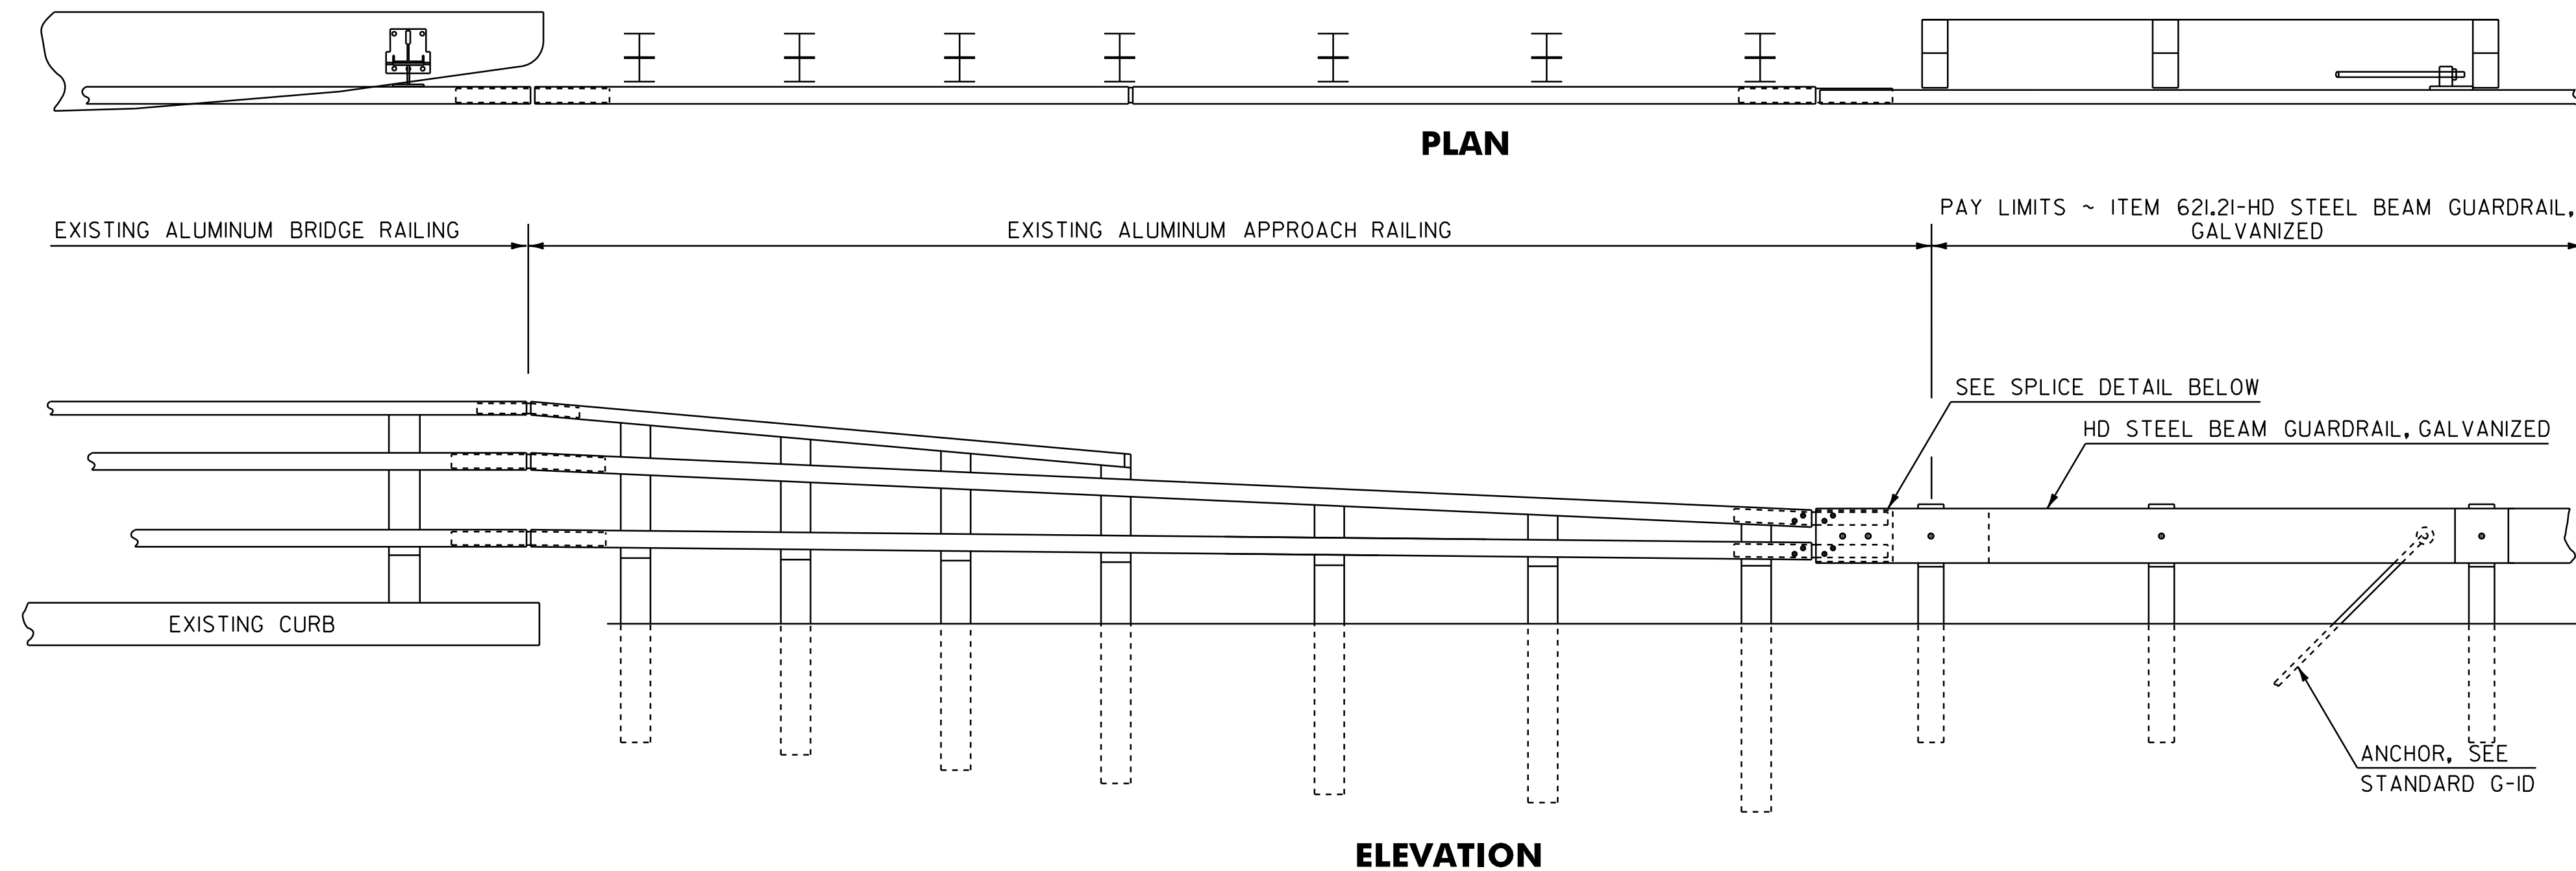 PLAN
EXISTING ALUMINUM BRIDGE RAILING
EXISTING ALUMINUM APPROACH RAILING
PAY LIMITS ~ ITEM 621.21-HD STEEL BEAM GUARDRAIL,
GALVANIZED
SEE SPLICE DETAIL BELOW
HD STEEL BEAM GUARDRAIL, GALVANIZED
EXISTING CURB
ANCHOR, SEE
STANDARD G-1D
ELEVATION